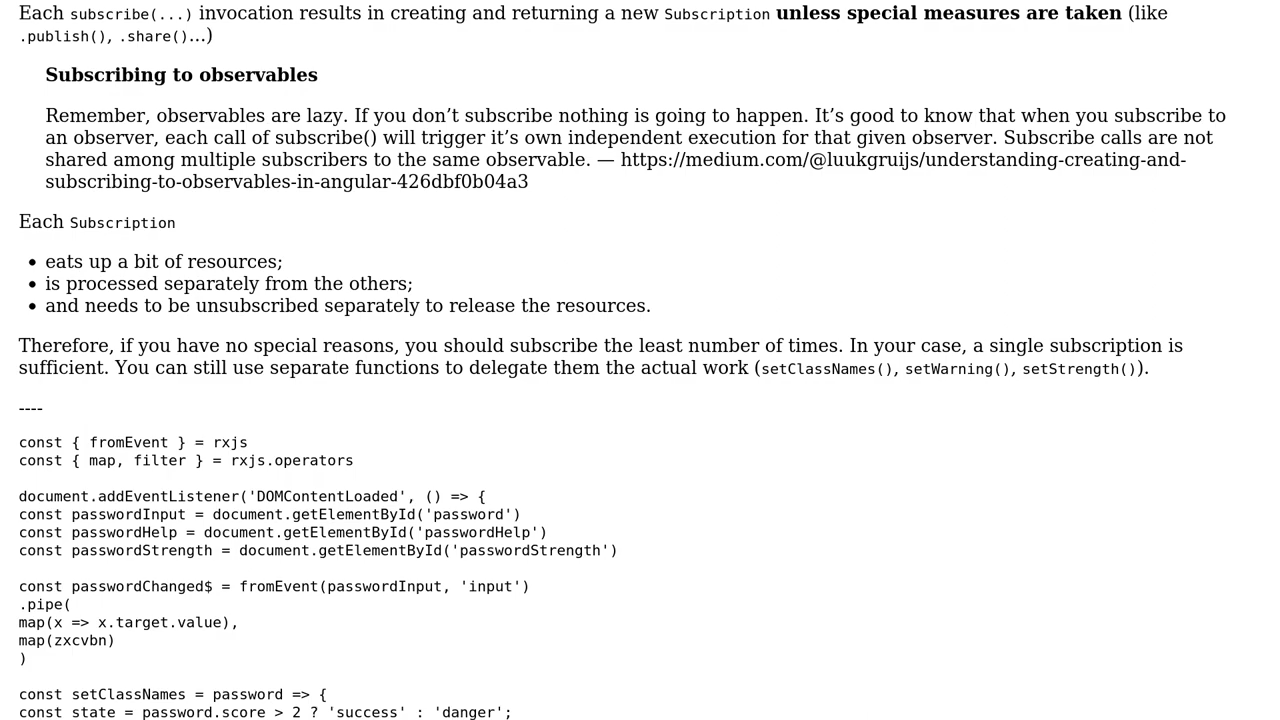 Each subscribe(...) invocation results in creating and returning a new Subscription unless special measures are taken (like
.publish(), .share()...)
Subscribing to observables
Remember, observables are lazy. If you don’t subscribe nothing is going to happen. It’s good to know that when you subscribe to
an observer, each call of subscribe() will trigger it’s own independent execution for that given observer. Subscribe calls are not
shared among multiple subscribers to the same observable. — https://medium.com/@luukgruijs/understanding-creating-and-
subscribing-to-observables-in-angular-426dbf0b04a3
Each Subscription
• eats up a bit of resources;
• is processed separately from the others;
• and needs to be unsubscribed separately to release the resources.
Therefore, if you have no special reasons, you should subscribe the least number of times. In your case, a single subscription is
sufficient. You can still use separate functions to delegate them the actual work (setClassNames(), setWarning(), setStrength()).
----
const { fromEvent } = rxjs
const { map, filter } = rxjs.operators
document.addEventListener('DOMContentLoaded', () => {
const passwordInput = document.getElementById('password')
const passwordHelp = document.getElementById('passwordHelp')
const passwordStrength = document.getElementById('passwordStrength')
const passwordChanged$ = fromEvent(passwordInput, 'input')
.pipe(
map(x => x.target.value),
map(zxcvbn)
)
const setClassNames = password => {
const state = password.score > 2 ? 'success' : 'danger';